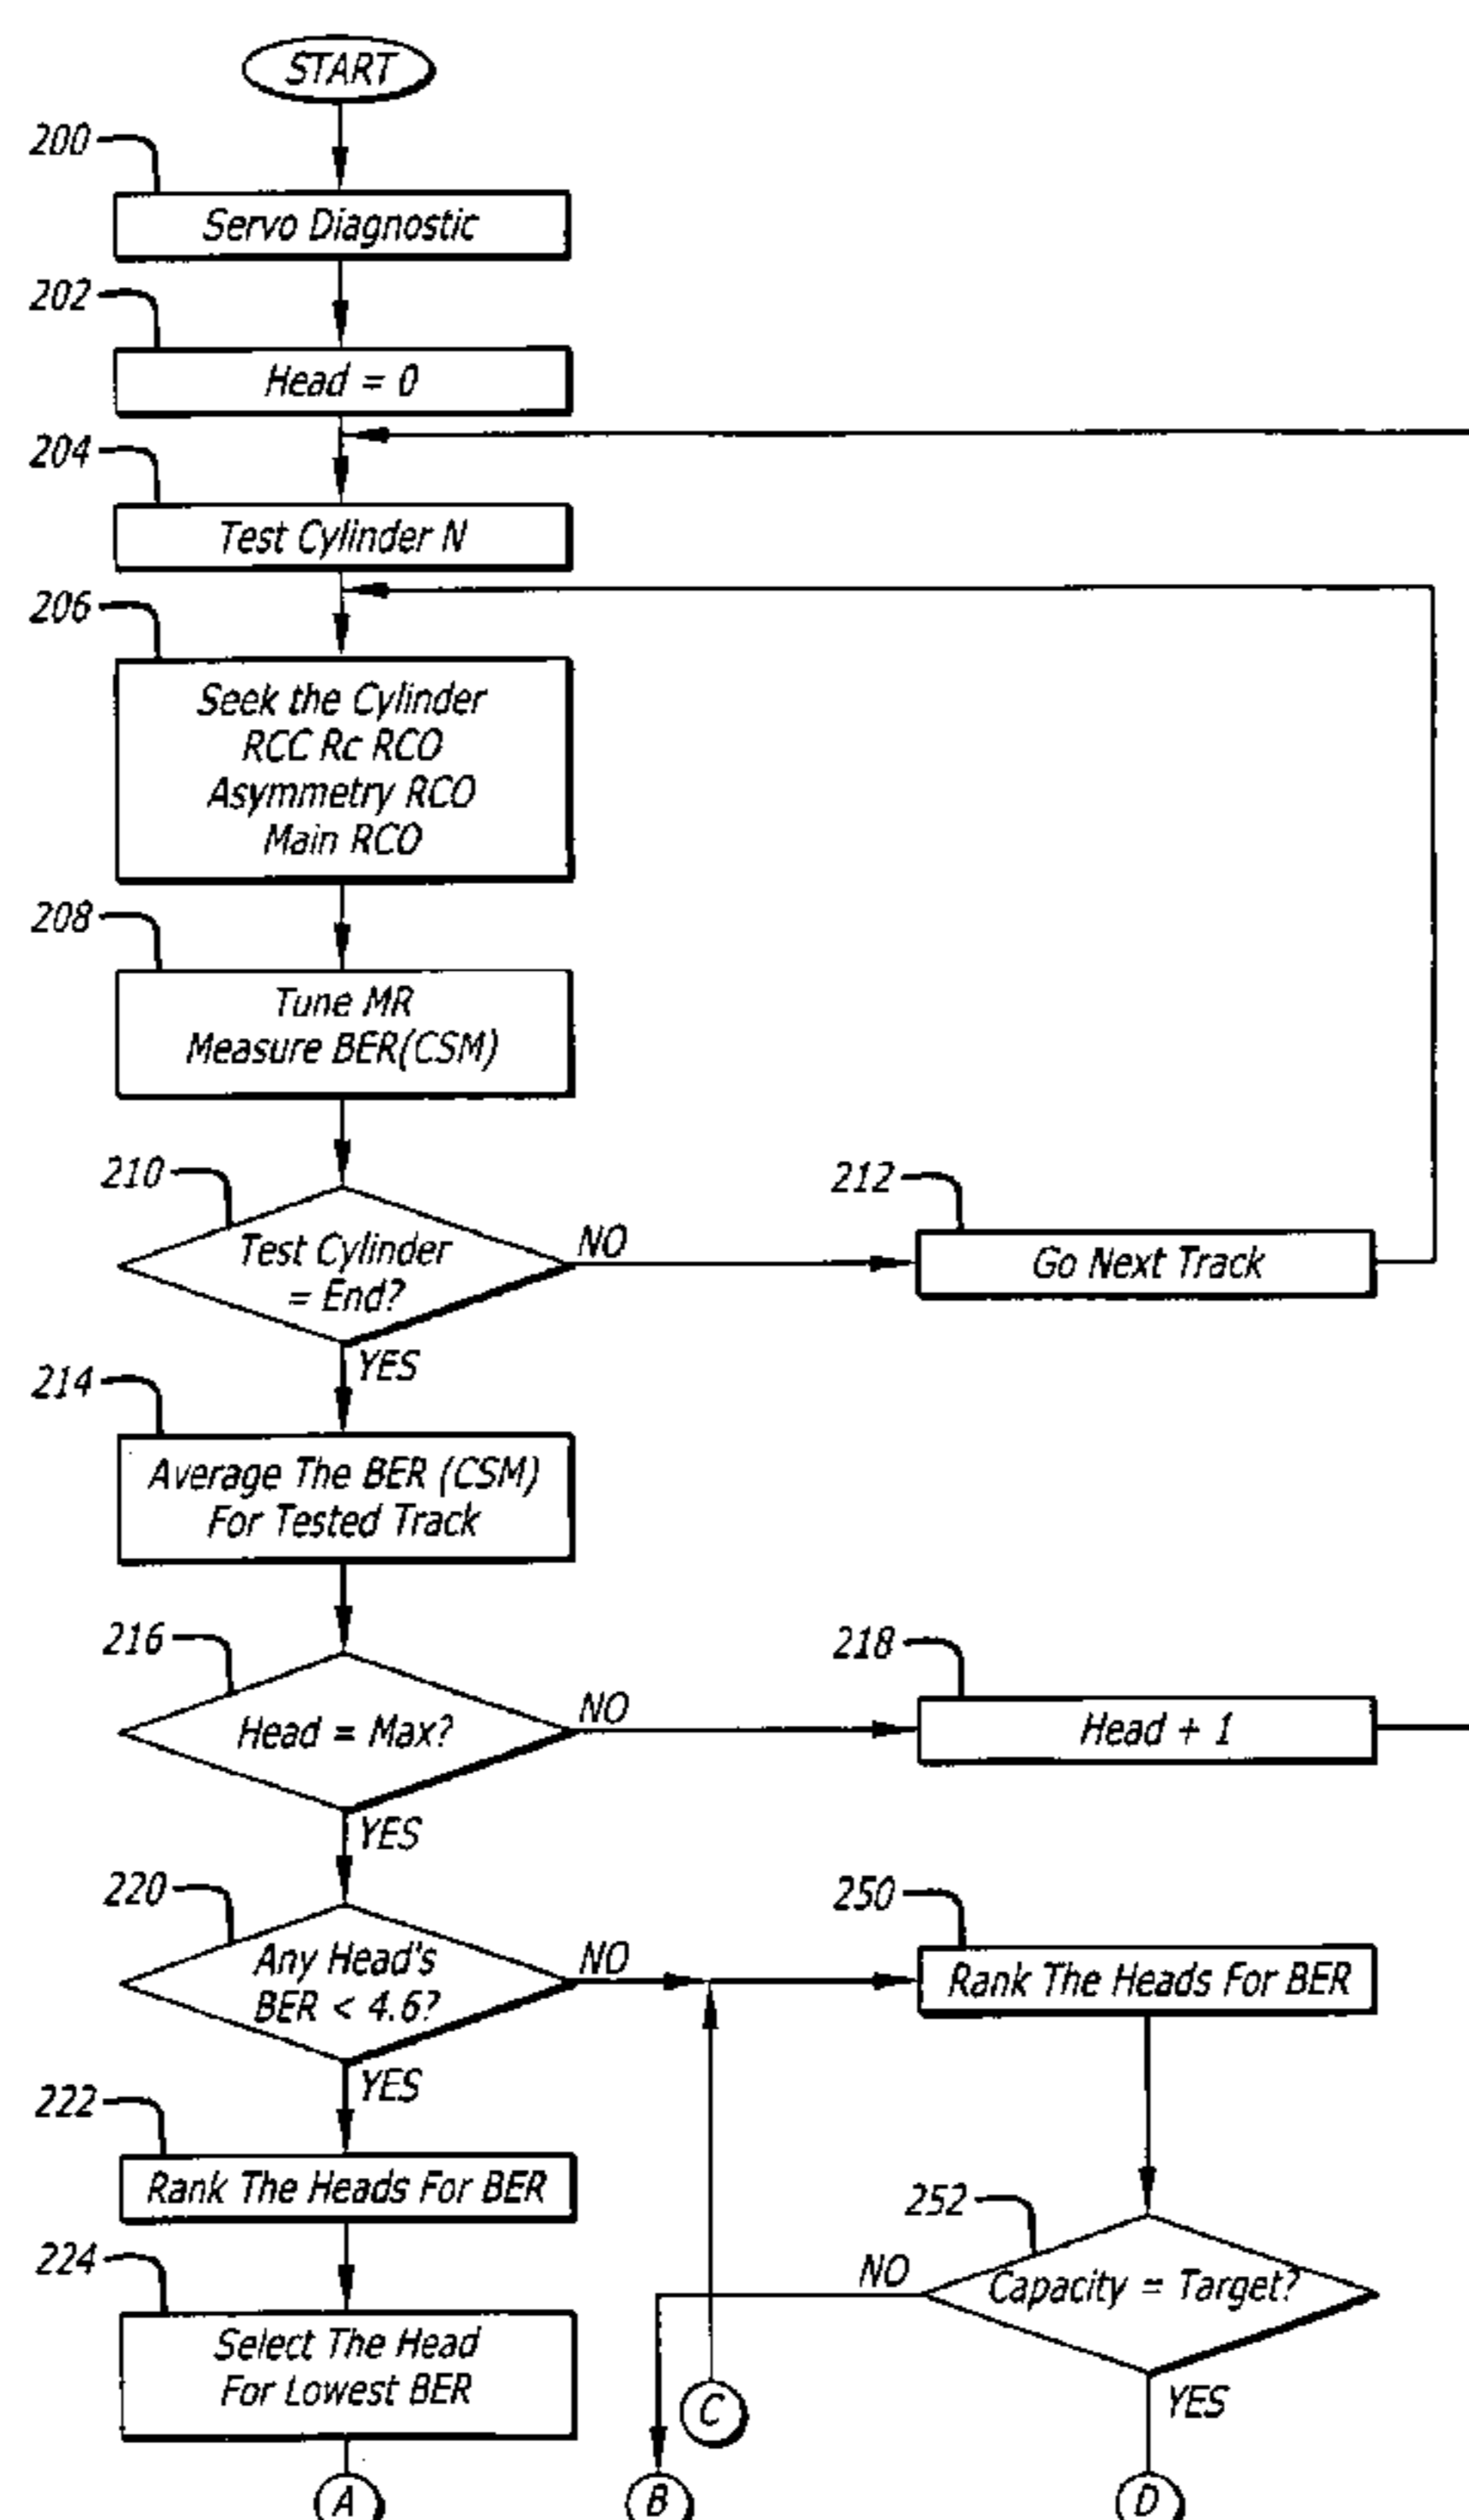 START
200
Servo Diagnostic
202
Head = 0
204
Test Cylinder N
206
Seek the Cylinder
RCC Rc RCO
Asymmetry RCO
Main RCO
208
Tune MR
Measure BER(CSM)
210
Test Cylinder
= End?
NO
212
Go Next Track
YES
214
Average The BER (CSM)
For Tested Track
216
Head = Max?
NO
218
Head + 1
YES
220
Any Head's
BER < 4.6?
NO
250
Rank The Heads For BER
YES
222
Rank The Heads For BER
252
Capacity = Target?
NO
YES
224
Select The Head
For Lowest BER
C
A
B
D